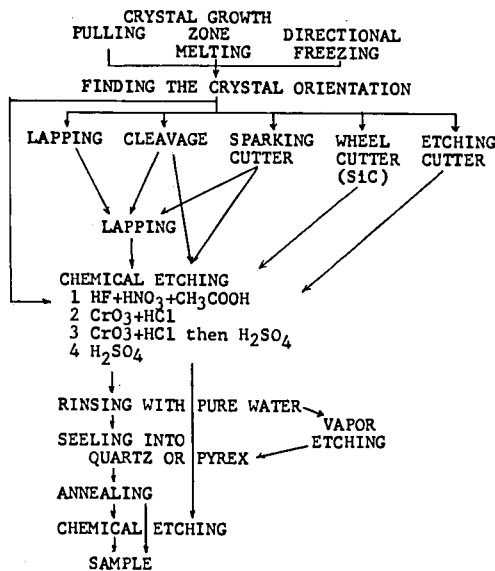 CRYSTAL GROWTH
PULLING ZONE MELTING DIRECTIONAL FREEZING
FINDING THE CRYSTAL ORIENTATION
LAPPING CLEAVAGE SPARKING CUTTER WHEEL CUTTER (SiC) ETCHING CUTTER
LAPPING
CHEMICAL ETCHING
1 HF+HNO3+CH3COOH
2 CrO3+HCl
3 CrO3+HCl then H2SO4
4 H2SO4
RINSING WITH PURE WATER
VAPOR ETCHING
SEELING INTO
QUARTZ OR PYREX
ANNEALING
CHEMICAL ETCHING
SAMPLE